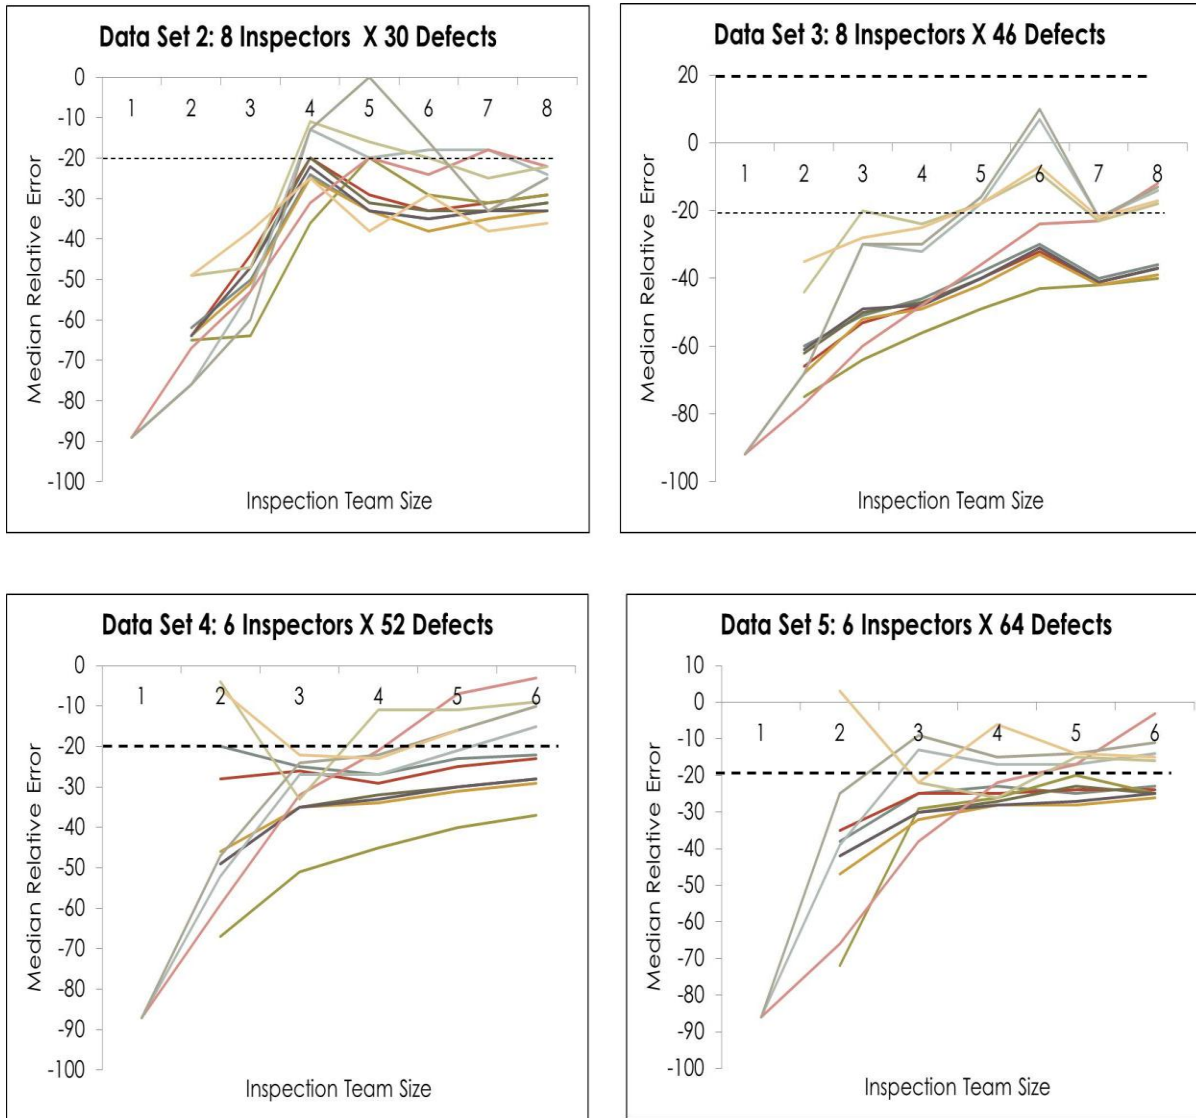 Data Set 2: 8 Inspectors X 30 Defects
0
1 2 3 4 5 6 7 8
-10
-20
-30
-40
-50
-60
-70
-80
-90
-100
Median Relative Error
Inspection Team Size
Data Set 3: 8 Inspectors X 46 Defects
20
0
1 2 3 4 5 6 7 8
-20
-40
-60
-80
-100
Median Relative Error
Inspection Team Size
Data Set 4: 6 Inspectors X 52 Defects
0
1 2 3 4 5 6
-10
-20
-30
-40
-50
-60
-70
-80
-90
-100
Median Relative Error
Inspection Team Size
Data Set 5: 6 Inspectors X 64 Defects
10
0
1 2 3 4 5 6
-10
-20
-30
-40
-50
-60
-70
-80
-90
-100
Median Relative Error
Inspection Team Size